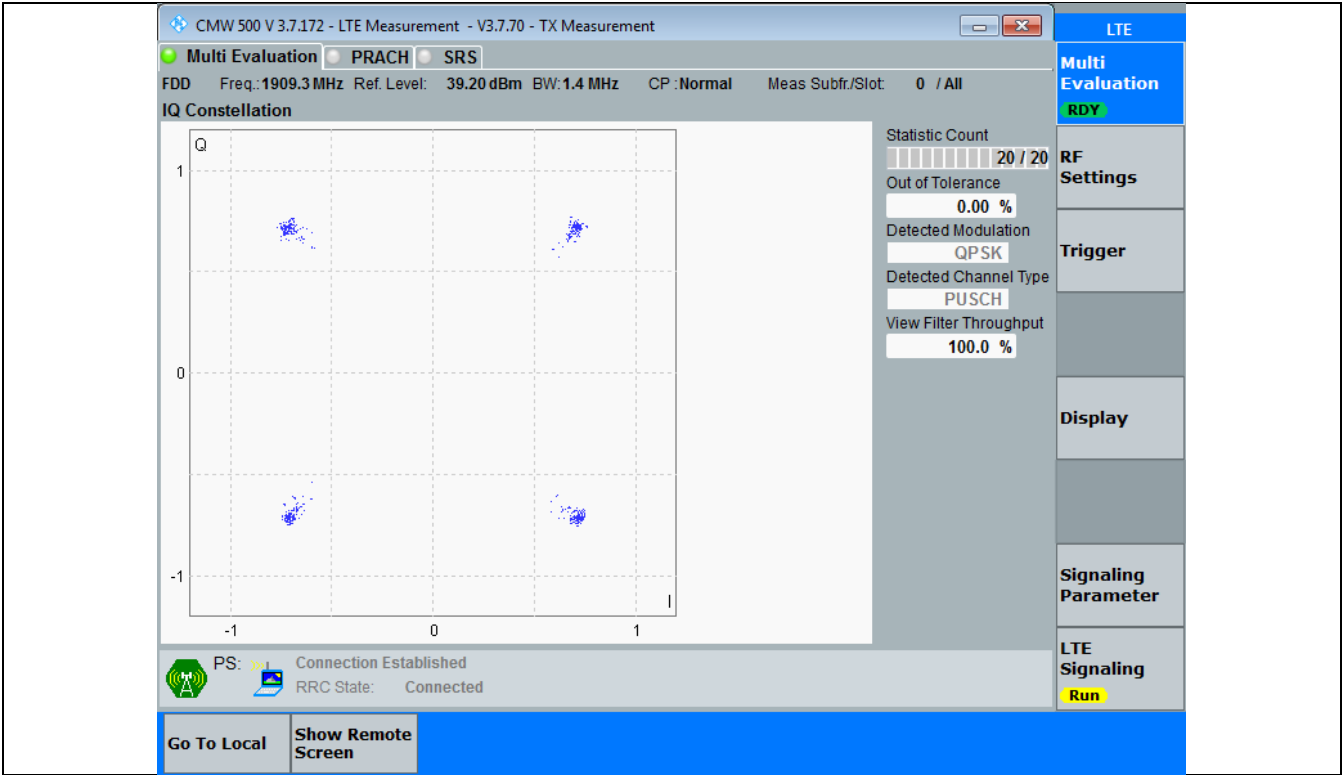 CMW 500 V 3.7.172 - LTE Measurement - V3.7.70 - TX Measurement
LTE
Multi Evaluation PRACH SRS
FDD Freq.:1909.3 MHz Ref. Level: 39.20 dBm BW:1.4 MHz CP :Normal Meas Subfr./Slot: 0 / All
IQ Constellation
Q
1
0
-1
I
-1 0 1
Statistic Count
20 / 20
Out of Tolerance
0.00 %
Detected Modulation
QPSK
Detected Channel Type
PUSCH
View Filter Throughput
100.0 %
Multi
Evaluation
RDY
RF
Settings
Trigger
Display
Signaling
Parameter
LTE
Signaling
Run
PS: Connection Established
RRC State: Connected
Go To Local
Show Remote
Screen